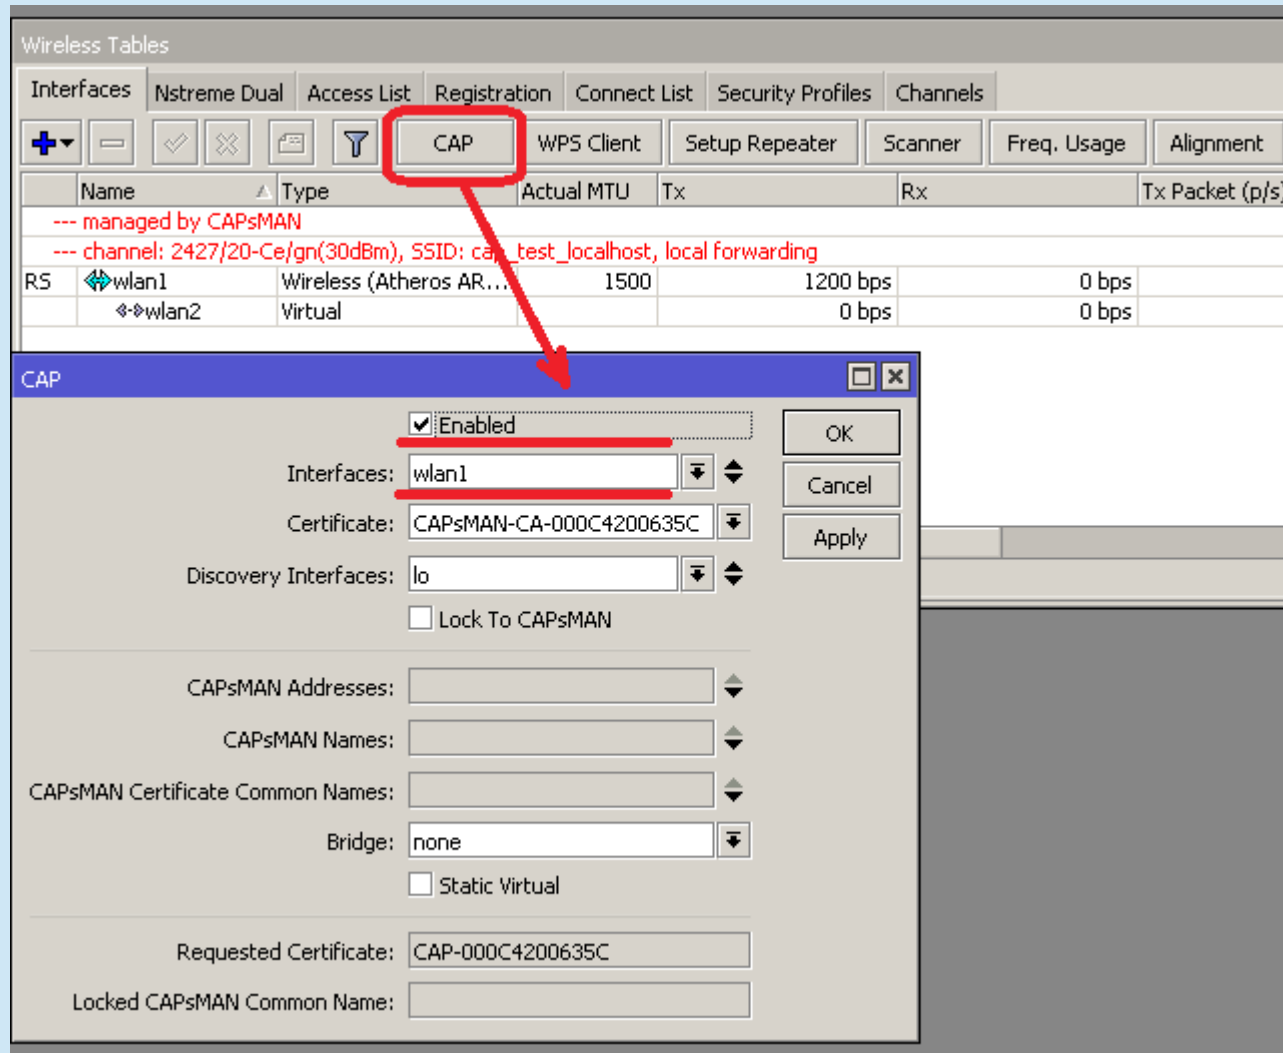 Wireless Tables
Interfaces Nstreme Dual Access List Registration Connect List Security Profiles Channels
CAP WPS Client Setup Repeater Scanner Freq. Usage Alignment
Name Type Actual MTU Tx Rx Tx Packet (p/s)
--- managed by CAPsMAN
--- channel: 2427/20-Ce/gn(30dBm), SSID: cap_test_localhost, local forwarding
RS wlan1 Wireless (Atheros AR... 1500 1200 bps 0 bps
wlan2 Virtual 0 bps 0 bps
CAP
Enabled
OK
Interfaces: wlan1
Cancel
Certificate: CAPsMAN-CA-000C4200635C
Apply
Discovery Interfaces: lo
Lock To CAPsMAN
CAPsMAN Addresses:
CAPsMAN Names:
CAPsMAN Certificate Common Names:
Bridge: none
Static Virtual
Requested Certificate: CAP-000C4200635C
Locked CAPsMAN Common Name: